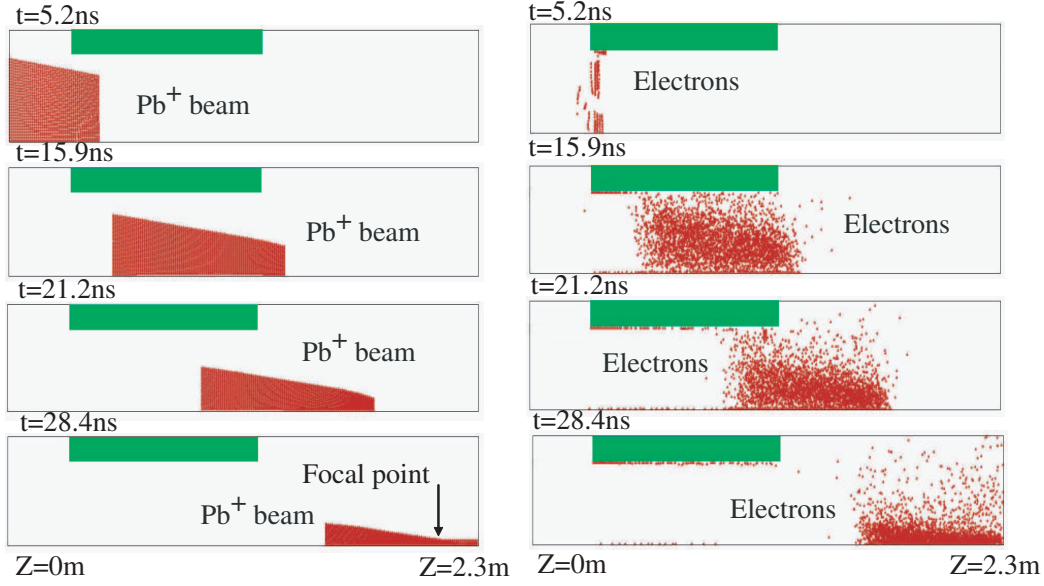 t=5.2ns
Pb+ beam
t=15.9ns
Pb+ beam
t=21.2ns
Pb+ beam
t=28.4ns
Focal point
Pb+ beam
Z=0m Z=2.3m
t=5.2ns
Electrons
t=15.9ns
Electrons
t=21.2ns
Electrons
t=28.4ns
Electrons
Z=0m Z=2.3m